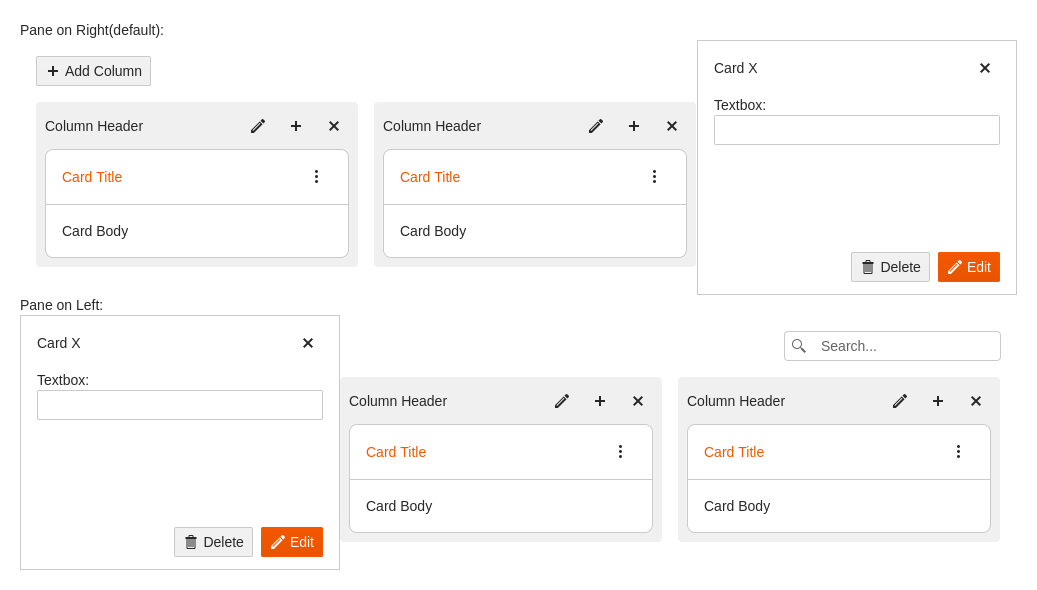 Pane on Right(default):
Add Column
Column Header
Card Title
Card Body
Column Header
Card Title
Card Body
Card X
Textbox:
Delete
Edit
Pane on Left:
Card X
Textbox:
Delete
Edit
Search...
Column Header
Card Title
Card Body
Column Header
Card Title
Card Body